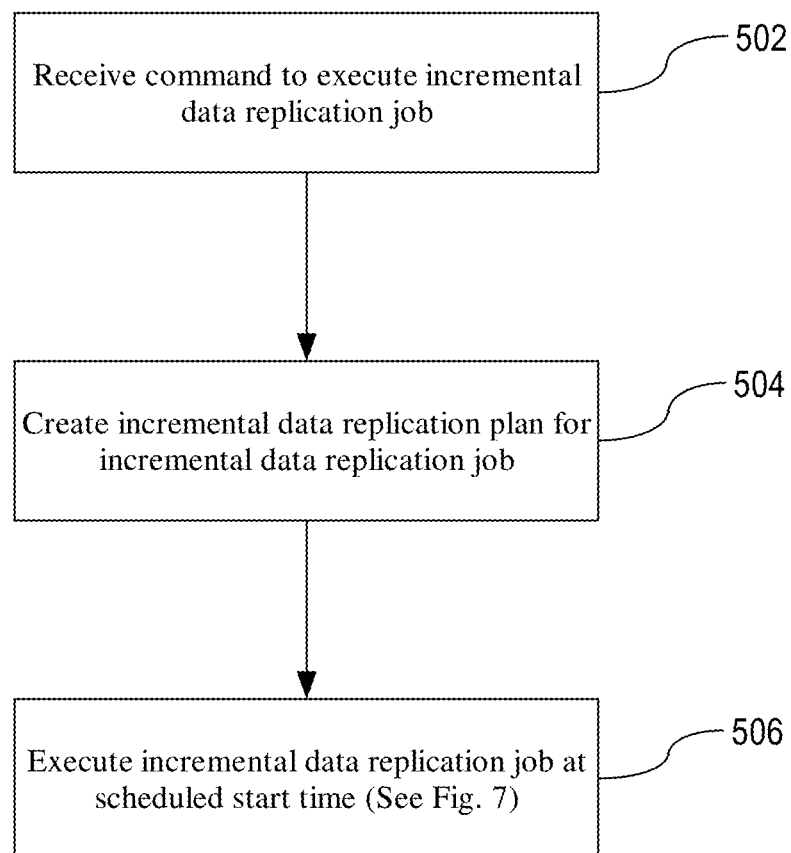 Receive command to execute incremental
data replication job
502
Create incremental data replication plan for
incremental data replication job
504
Execute incremental data replication job at
scheduled start time (See Fig. 7)
506